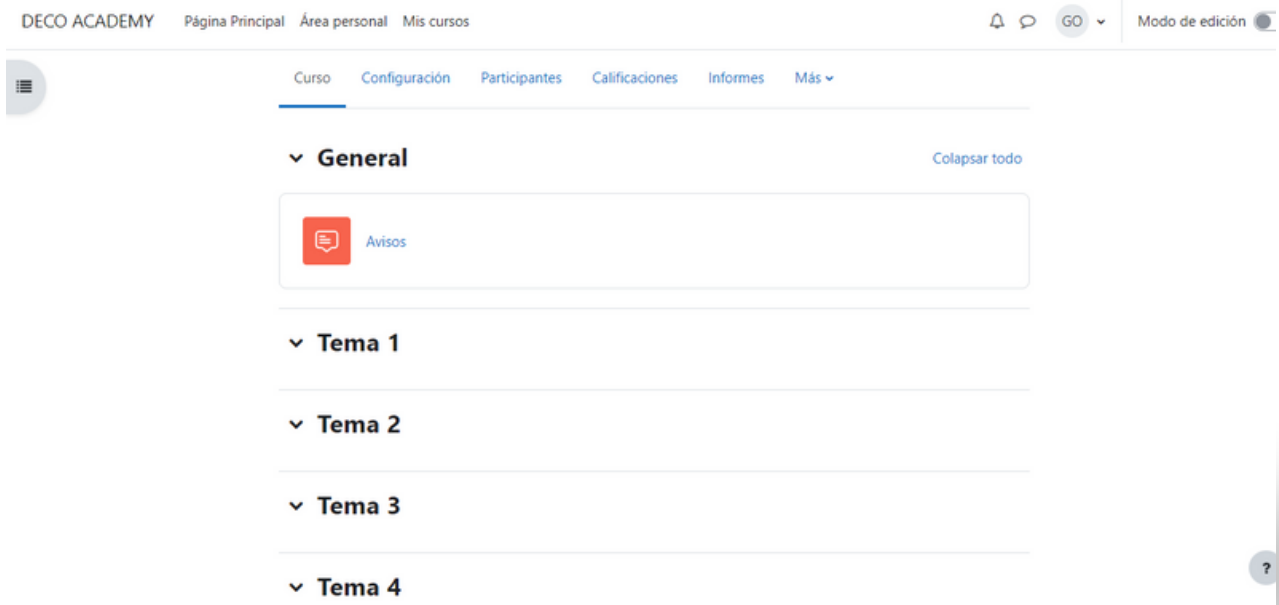 DECO ACADEMY Página Principal Área personal Mis cursos GO Modo de edición
Curso Configuración Participantes Calificaciones Informes Más
General Colapsar todo
Avisos
Tema 1
Tema 2
Tema 3
?
Tema 4